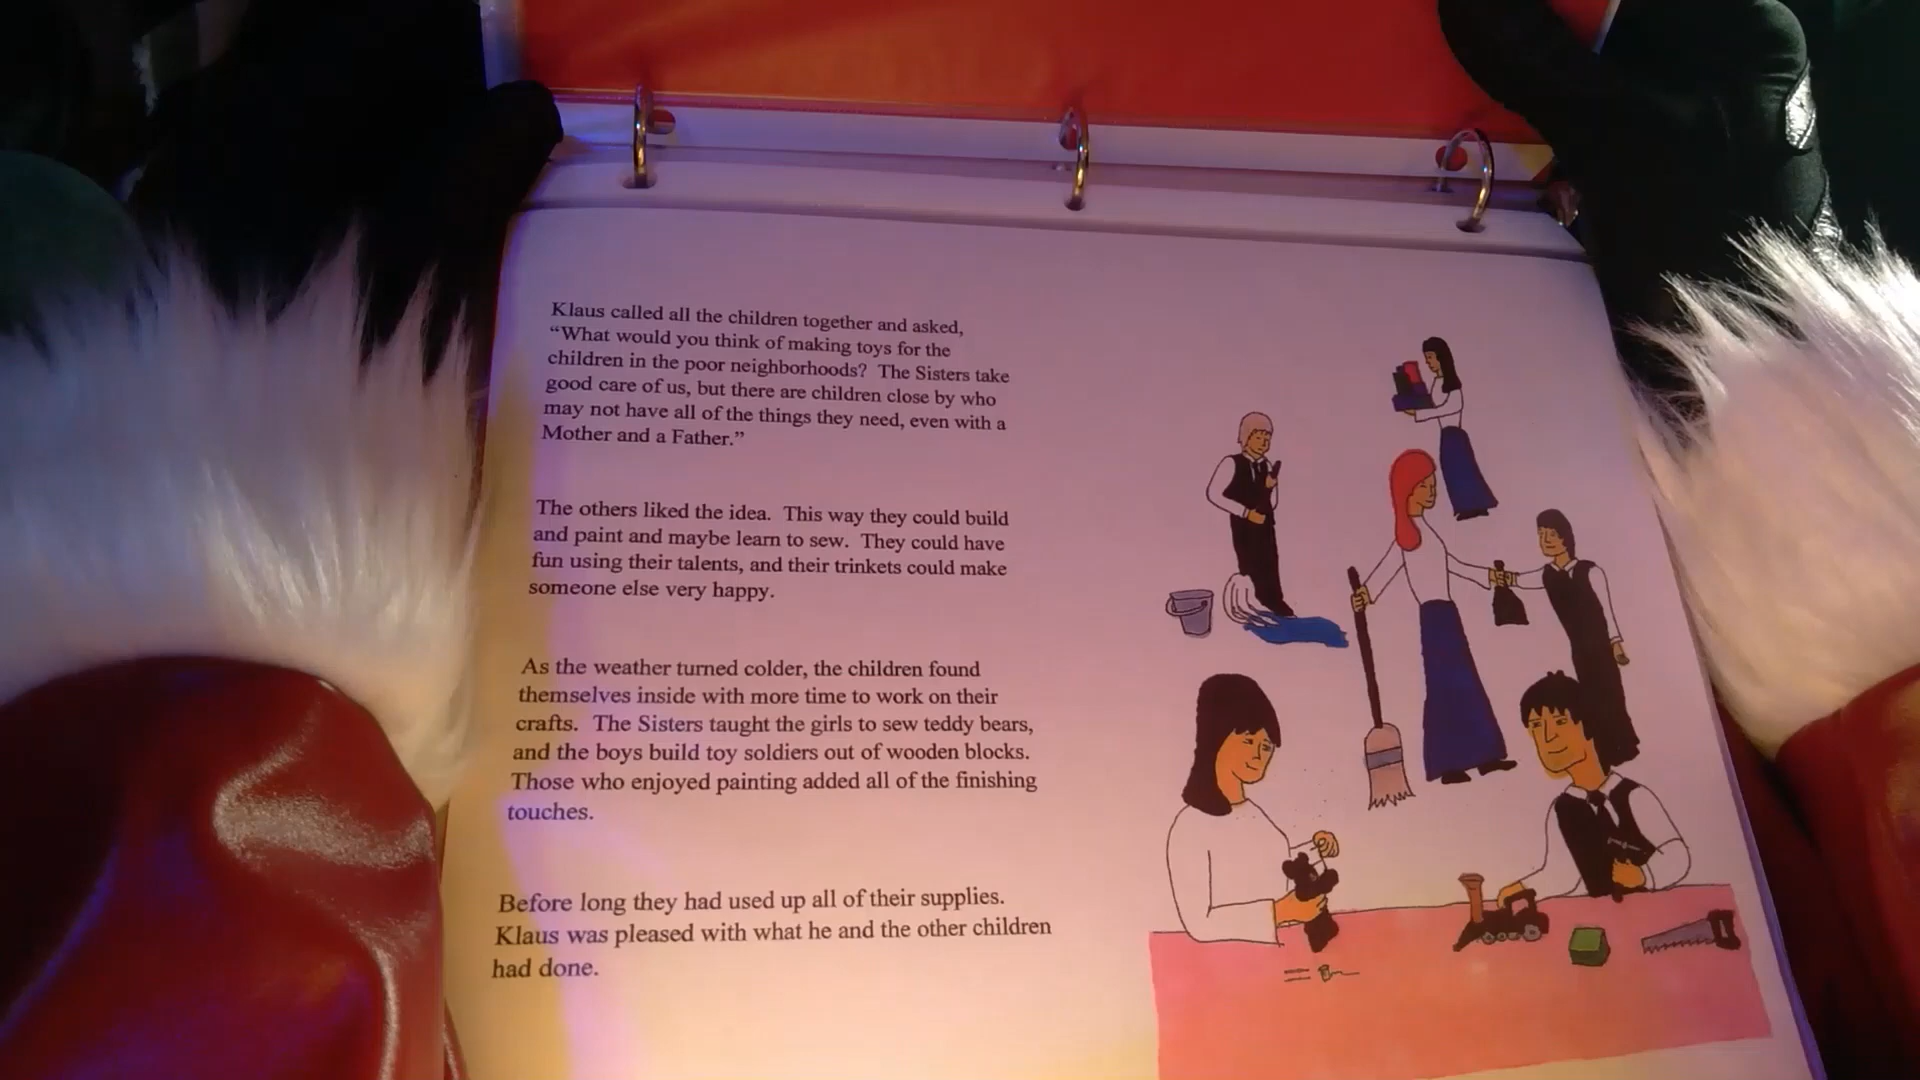 Klaus called all the children together and asked,
“What would you think of making toys for the
children in the poor neighborhoods?  The Sisters take
good care of us, but there are children close by who
may not have all of the things they need, even with a
Mother and a Father.”
The others liked the idea.  This way they could build
and paint and maybe learn to sew.  They could have
fun using their talents, and their trinkets could make
someone else very happy.
As the weather turned colder, the children found
themselves inside with more time to work on their
crafts.  The Sisters taught the girls to sew teddy bears,
and the boys build toy soldiers out of wooden blocks.
Those who enjoyed painting added all of the finishing
touches.
Before long they had used up all of their supplies.
Klaus was pleased with what he and the other children
had done.